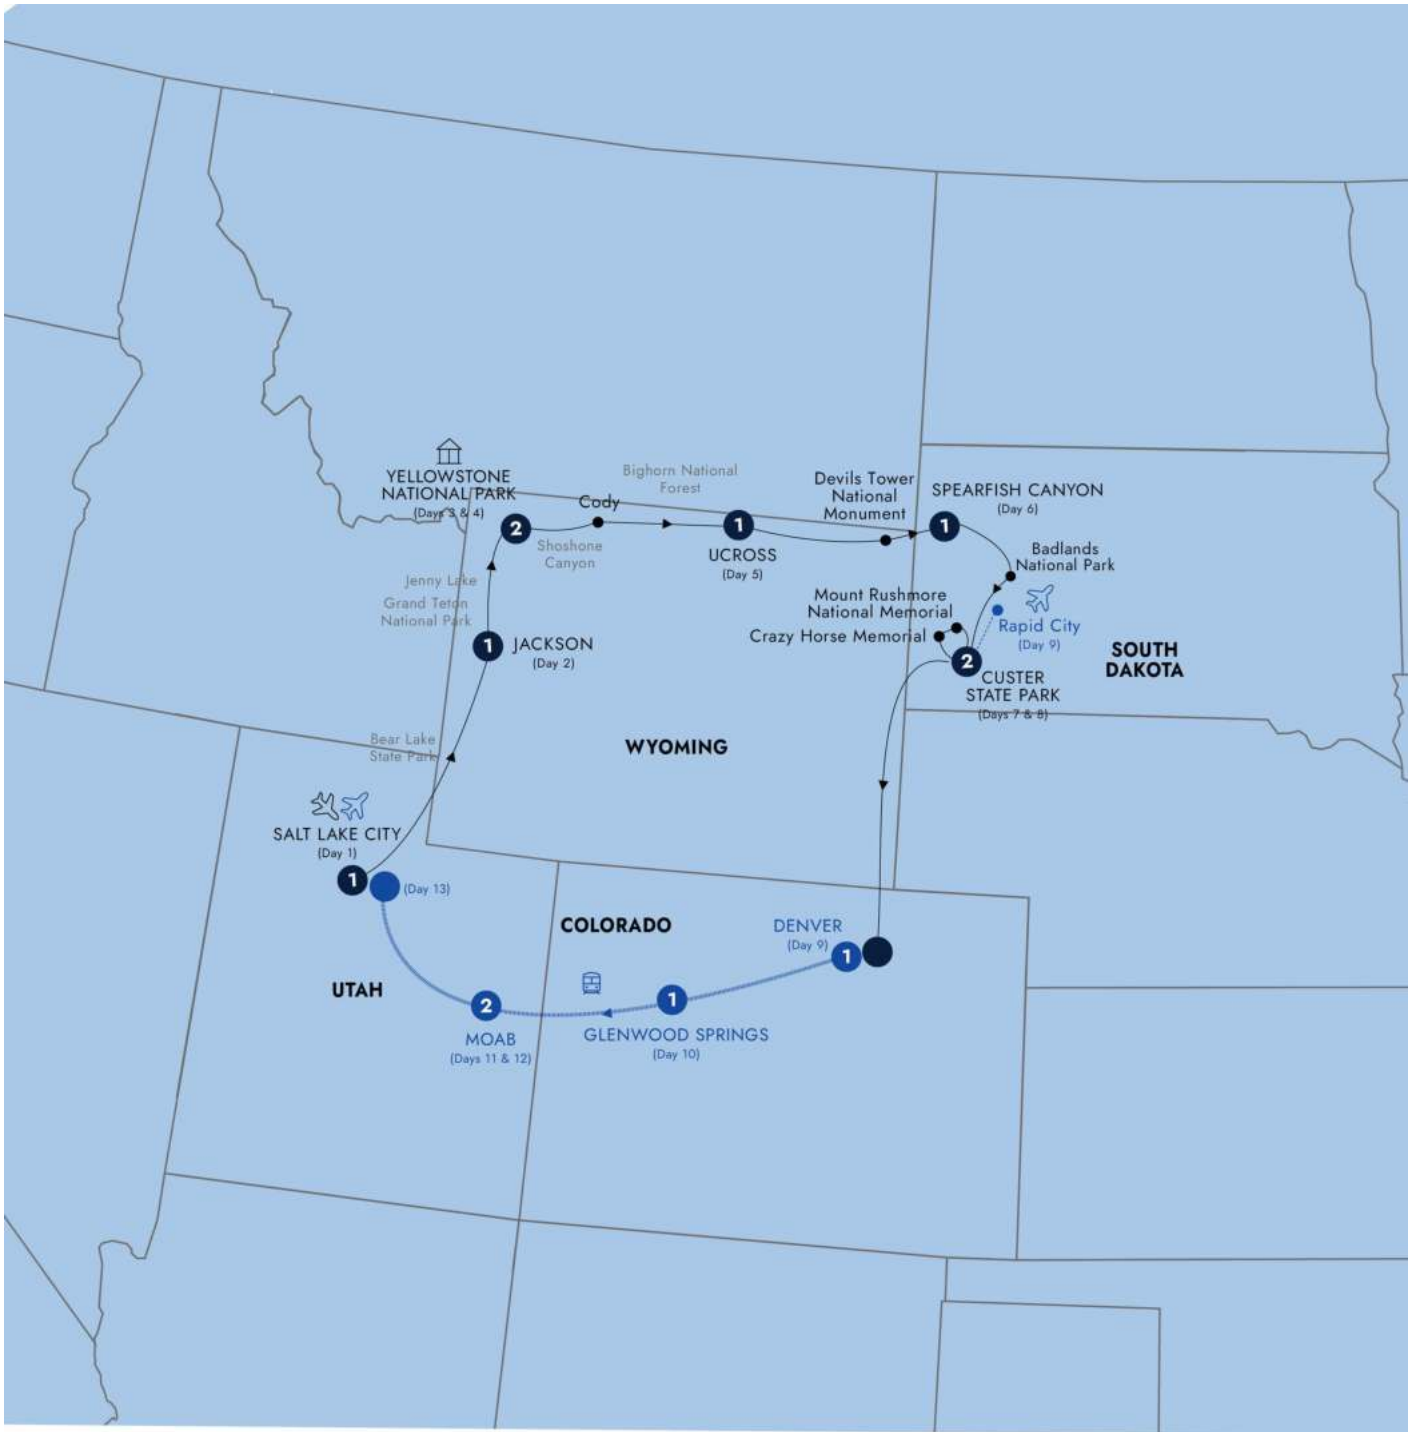 YELLOWSTONE
NATIONAL PARK
(Days 3 & 4)
2
Cody
Shoshone
Canyon
Bighorn National
Forest
1
UCROSS
(Day 5)
Devils Tower
National
Monument
SPEARFISH CANYON
(Day 6)
1
Badlands
National Park
Mount Rushmore
National Memorial
Crazy Horse Memorial
Rapid City
(Day 9)
SOUTH
DAKOTA
2
CUSTER
STATE PARK
(Days 7 & 8)
Jenny Lake
Grand Teton
National Park
1
JACKSON
(Day 2)
WYOMING
Bear Lake
State Park
SALT LAKE CITY
(Day 1)
1
(Day 13)
COLORADO
DENVER
(Day 9)
1
UTAH
2
MOAB
(Days 11 & 12)
1
GLENWOOD SPRINGS
(Day 10)